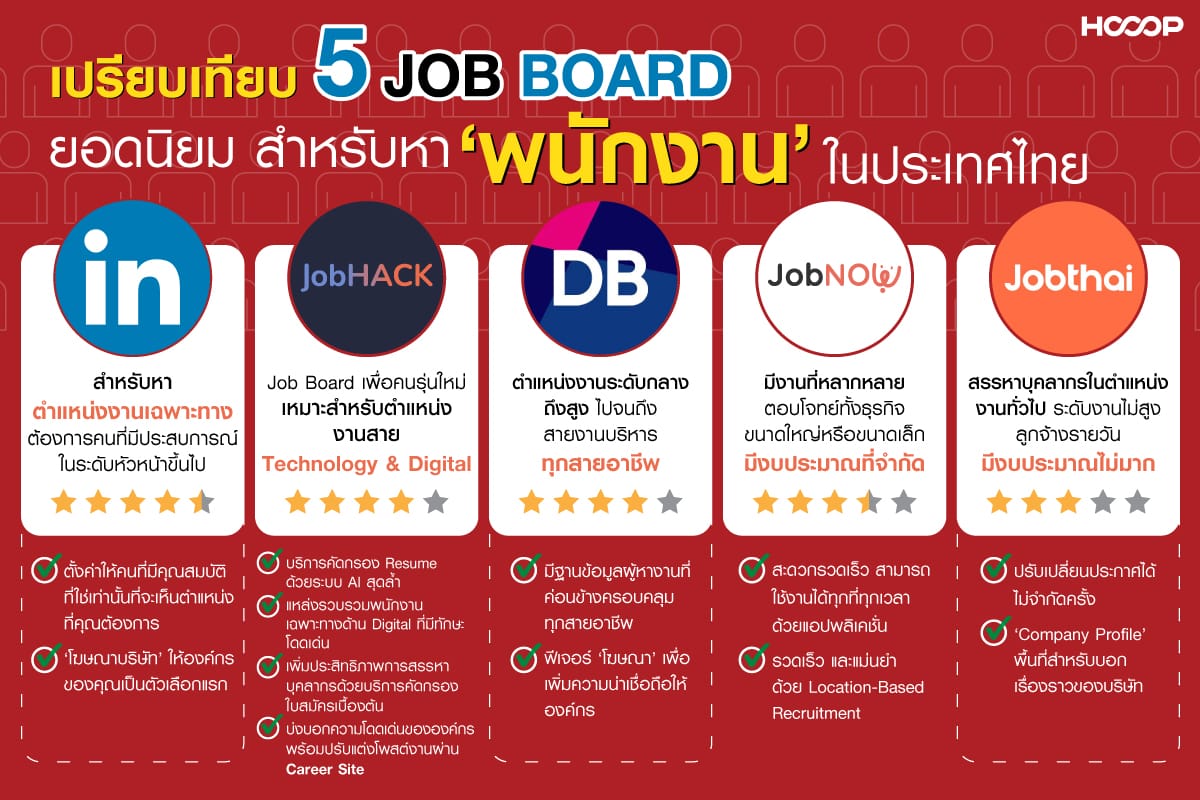 HOOOP
เปรียบเทียบ 5 JOB BOARD
ยอดนิยม สำหรับหา ‘พนักงาน’ ในประเทศไทย
in
สำหรับหา
ตำแหน่งงานเฉพาะทาง
ต้องการคนที่มีประสบการณ์
ในระดับหัวหน้าขึ้นไป
ตั้งค่าให้คนที่มีคุณสมบัติ
ที่ใช่เท่านั้นที่จะเห็นตำแหน่ง
ที่คุณต้องการ
‘โฆษณาบริษัท’ ให้องค์กร
ของคุณเป็นตัวเลือกแรก
JobHACK
Job Board เพื่อคนรุ่นใหม่
เหมาะสำหรับตำแหน่ง
งานสาย
Technology & Digital
บริการคัดกรอง Resume
ด้วยระบบ AI สุดล้ำ
แหล่งรวบรวมพนักงาน
เฉพาะทางด้าน Digital ที่มีทักษะ
โดดเด่น
เพิ่มประสิทธิภาพการสรรหา
บุคลากรด้วยบริการคัดกรอง
ใบสมัครเบื้องต้น
บ่งบอกความโดดเด่นขององค์กร
พร้อมปรับแต่งโพสต์งานผ่าน
Career Site
DB
ตำแหน่งงานระดับกลาง
ถึงสูง ไปจนถึง
สายงานบริหาร
ทุกสายอาชีพ
มีฐานข้อมูลผู้หางานที่
ค่อนข้างครอบคลุม
ทุกสายอาชีพ
ฟีเจอร์ ‘โฆษณา’ เพื่อ
เพิ่มความน่าเชื่อถือให้
องค์กร
JobNOW
มีงานที่หลากหลาย
ตอบโจทย์ทั้งธุรกิจ
ขนาดใหญ่หรือขนาดเล็ก
มีงบประมาณที่จำกัด
สะดวกรวดเร็ว สามารถ
ใช้งานได้ทุกที่ทุกเวลา
ด้วยแอปพลิเคชั่น
รวดเร็ว และแม่นยำ
ด้วย Location-Based
Recruitment
Jobthai
สรรหาบุคลากรในตำแหน่ง
งานทั่วไป ระดับงานไม่สูง
ลูกจ้างรายวัน
มีงบประมาณไม่มาก
ปรับเปลี่ยนประกาศได้
ไม่จำกัดครั้ง
‘Company Profile’
พื้นที่สำหรับบอก
เรื่องราวของบริษัท